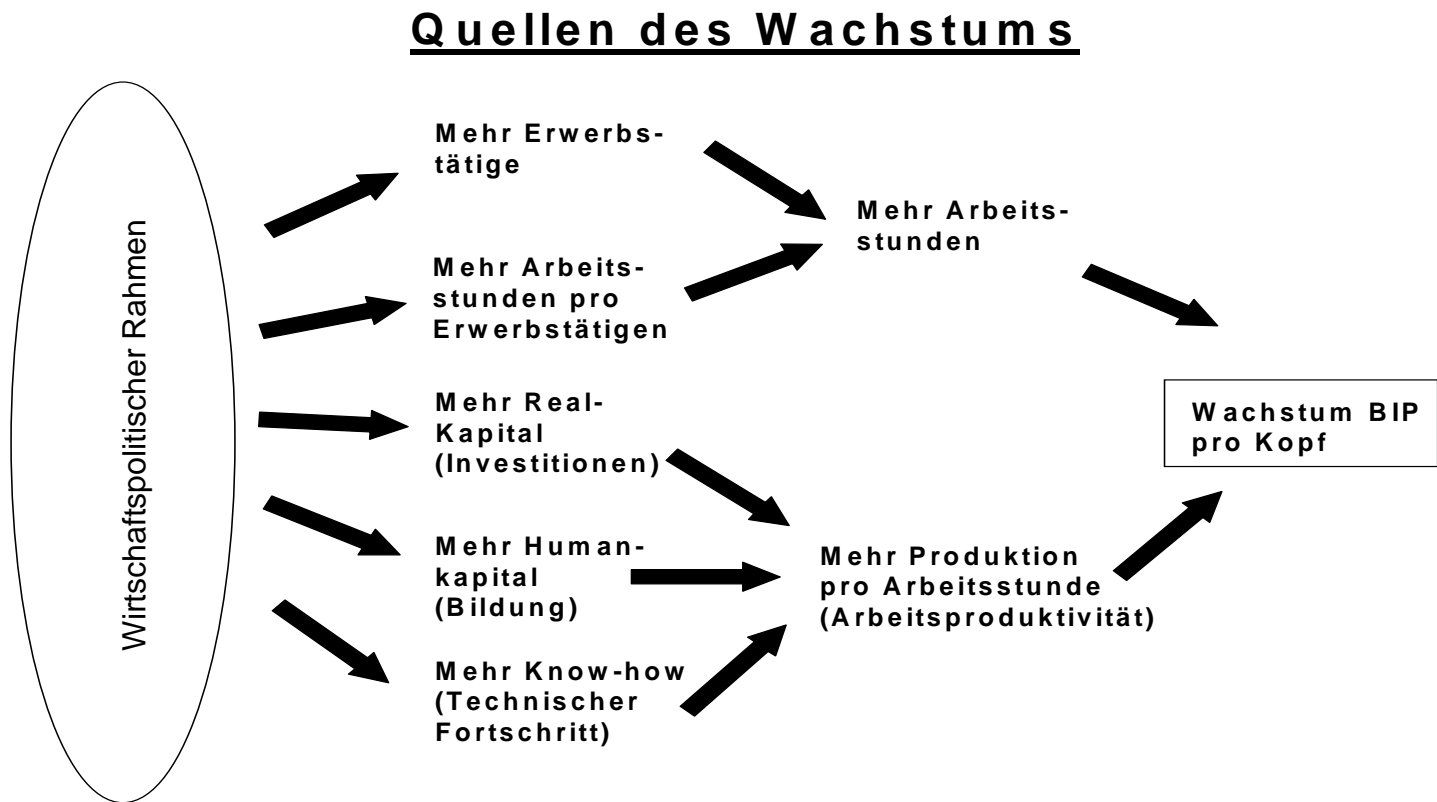 Quellen des Wachstums
Wirtschaftspolitischer Rahmen
Mehr Erwerbs-
tätige
Mehr Arbeits-
stunden pro
Erwerbstätigen
Mehr Real-
Kapital
(Investitionen)
Mehr Human-
kapital
(Bildung)
Mehr Know-how
(Technischer
Fortschritt)
Mehr Arbeits-
stunden
Mehr Produktion
pro Arbeitsstunde
(Arbeitsproduktivität)
Wachstum BIP
pro Kopf